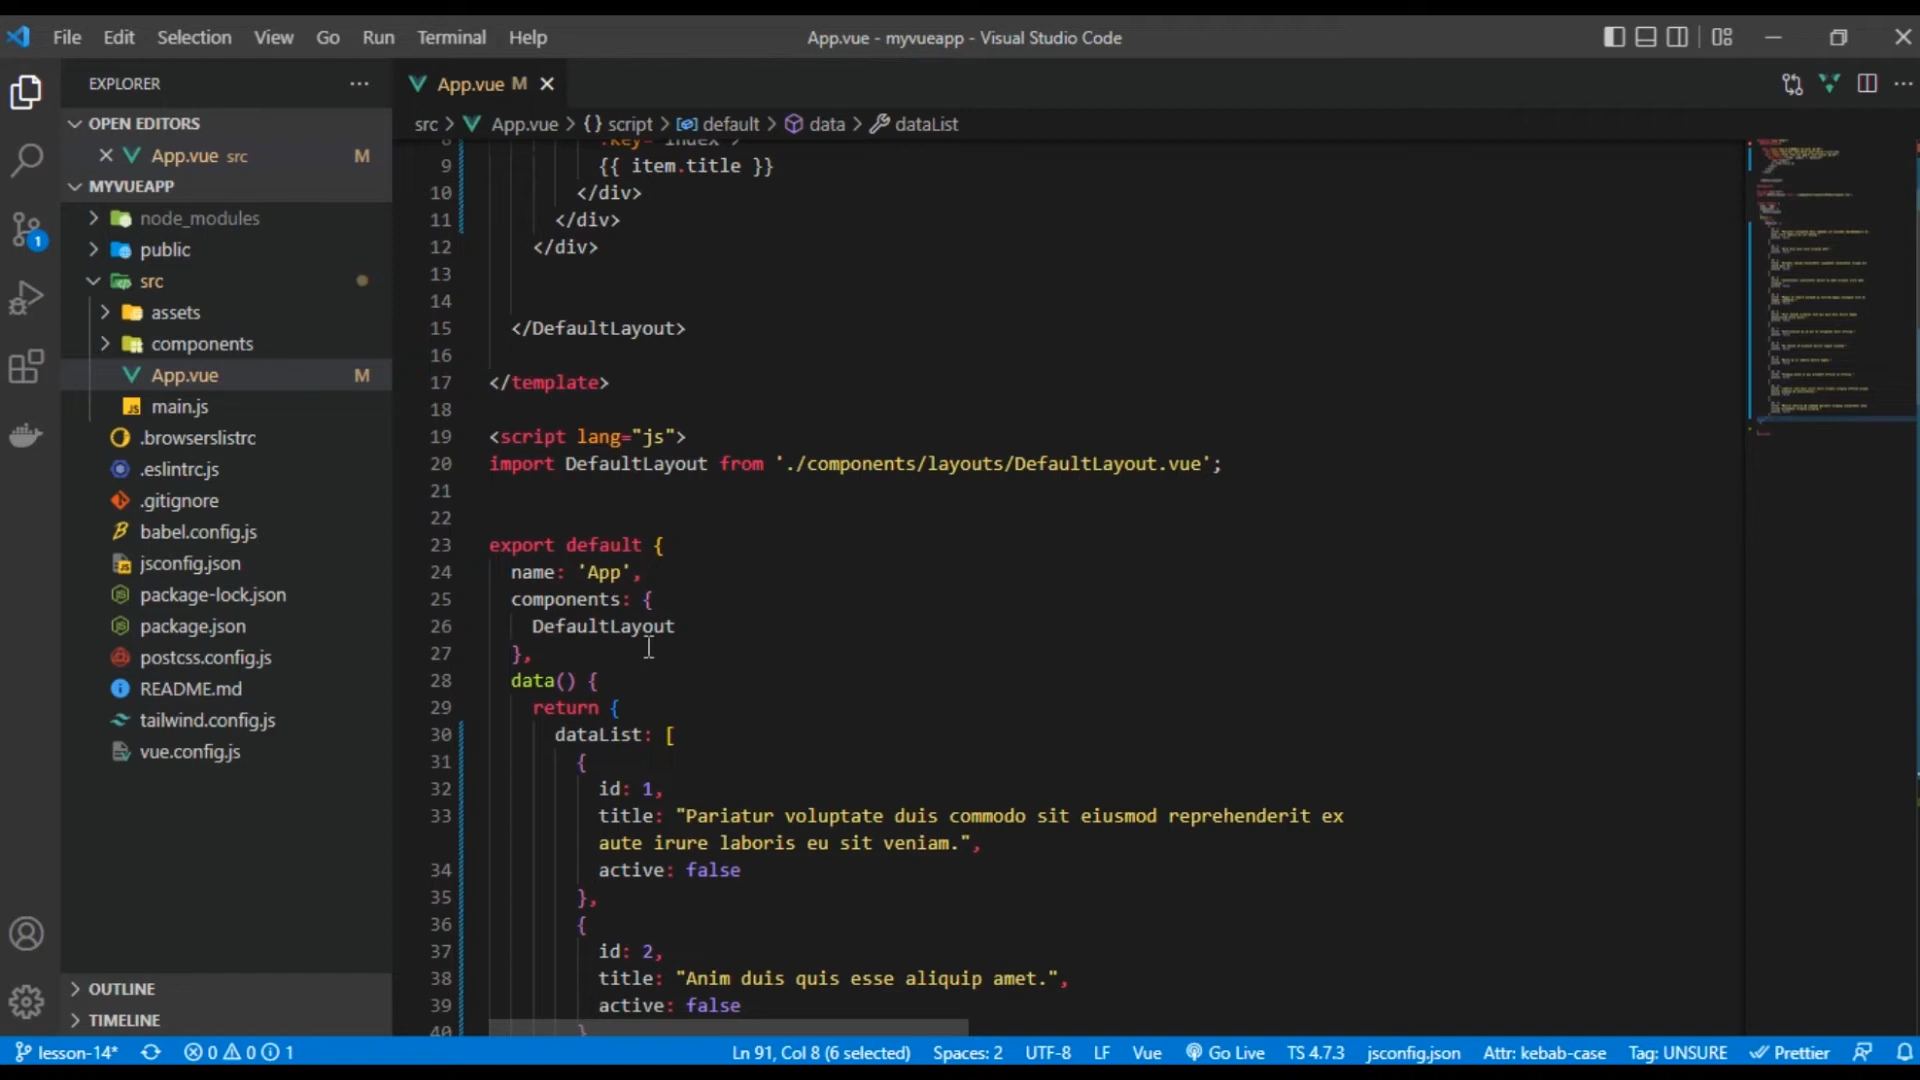 File Edit Selection View Go Run Terminal Help
App.vue - myvueapp - Visual Studio Code
EXPLORER
OPEN EDITORS
App.vue src M
MYVUEAPP
node_modules
public
src
assets
components
App.vue M
main.js
.browserslistrc
.eslintrc.js
.gitignore
babel.config.js
jsconfig.json
package-lock.json
package.json
postcss.config.js
README.md
tailwind.config.js
vue.config.js
OUTLINE
TIMELINE
1
App.vue M
src > App.vue > {} script > default > data > dataList
9 {{ item.title }}
10 </div>
11 </div>
12 </div>
13
14
15 </DefaultLayout>
16
17 </template>
18
19 <script lang="js">
20 import DefaultLayout from './components/layouts/DefaultLayout.vue';
21
22
23 export default {
24 name: 'App',
25 components: {
26 DefaultLayout
27 },
28 data() {
29 return {
30 dataList: [
31 {
32 id: 1,
33 title: "Pariatur voluptate duis commodo sit eiusmod reprehenderit ex
aute irure laboris eu sit veniam.",
34 active: false
35 },
36 {
37 id: 2,
38 title: "Anim duis quis esse aliquip amet.",
39 active: false
40 }
lesson-14* 0 0 1 Ln 91, Col 8 (6 selected) Spaces: 2 UTF-8 LF Vue Go Live TS 4.7.3 jsconfig.json Attr: kebab-case Tag: UNSURE Prettier